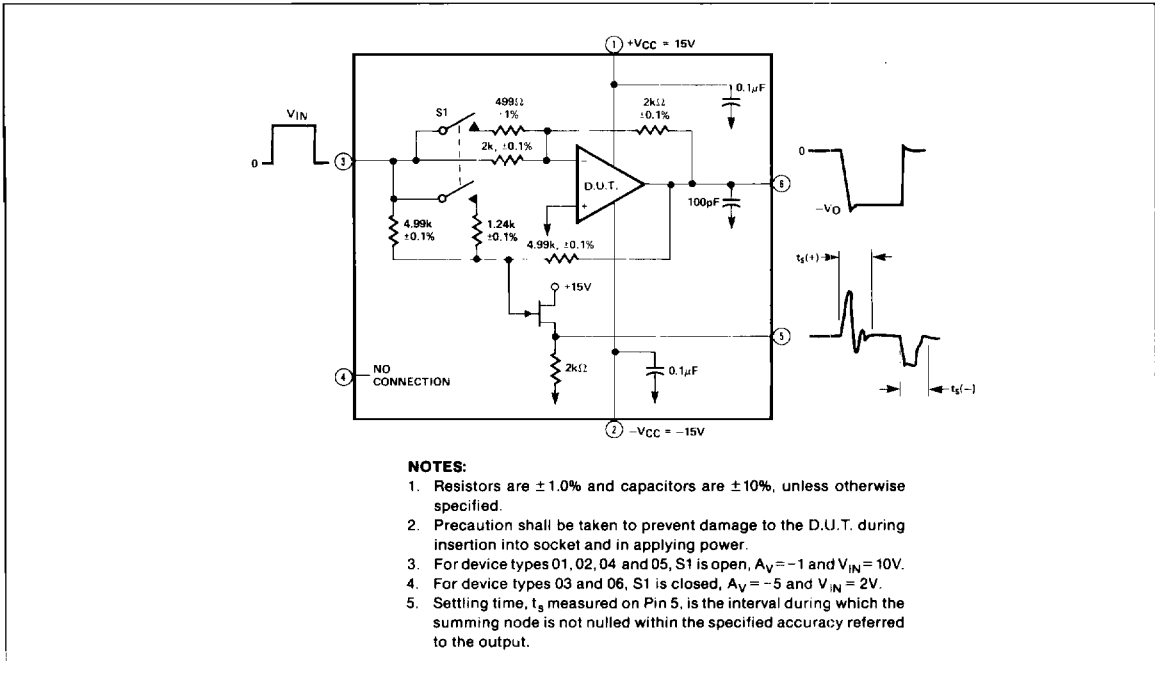 ① +VCC = 15V
0.1μF
499Ω
·1%
2kΩ
±0.1%
S1
VIN
0
2k, ±0.1%
③
−
D.U.T.
+
⑥
0
100pF
−VO
4.99k
±0.1%
1.24k
±0.1%
4.99k, ±0.1%
ts(+)
+15V
⑤
2kΩ
0.1μF
④ NO
CONNECTION
ts(−)
② −VCC = −15V
NOTES:
1. Resistors are ±1.0% and capacitors are ±10%, unless otherwise
specified.
2. Precaution shall be taken to prevent damage to the D.U.T. during
insertion into socket and in applying power.
3. For device types 01, 02, 04 and 05, S1 is open, AV = −1 and VIN = 10V.
4. For device types 03 and 06, S1 is closed, AV = −5 and VIN = 2V.
5. Settling time, ts measured on Pin 5, is the interval during which the
summing node is not nulled within the specified accuracy referred
to the output.